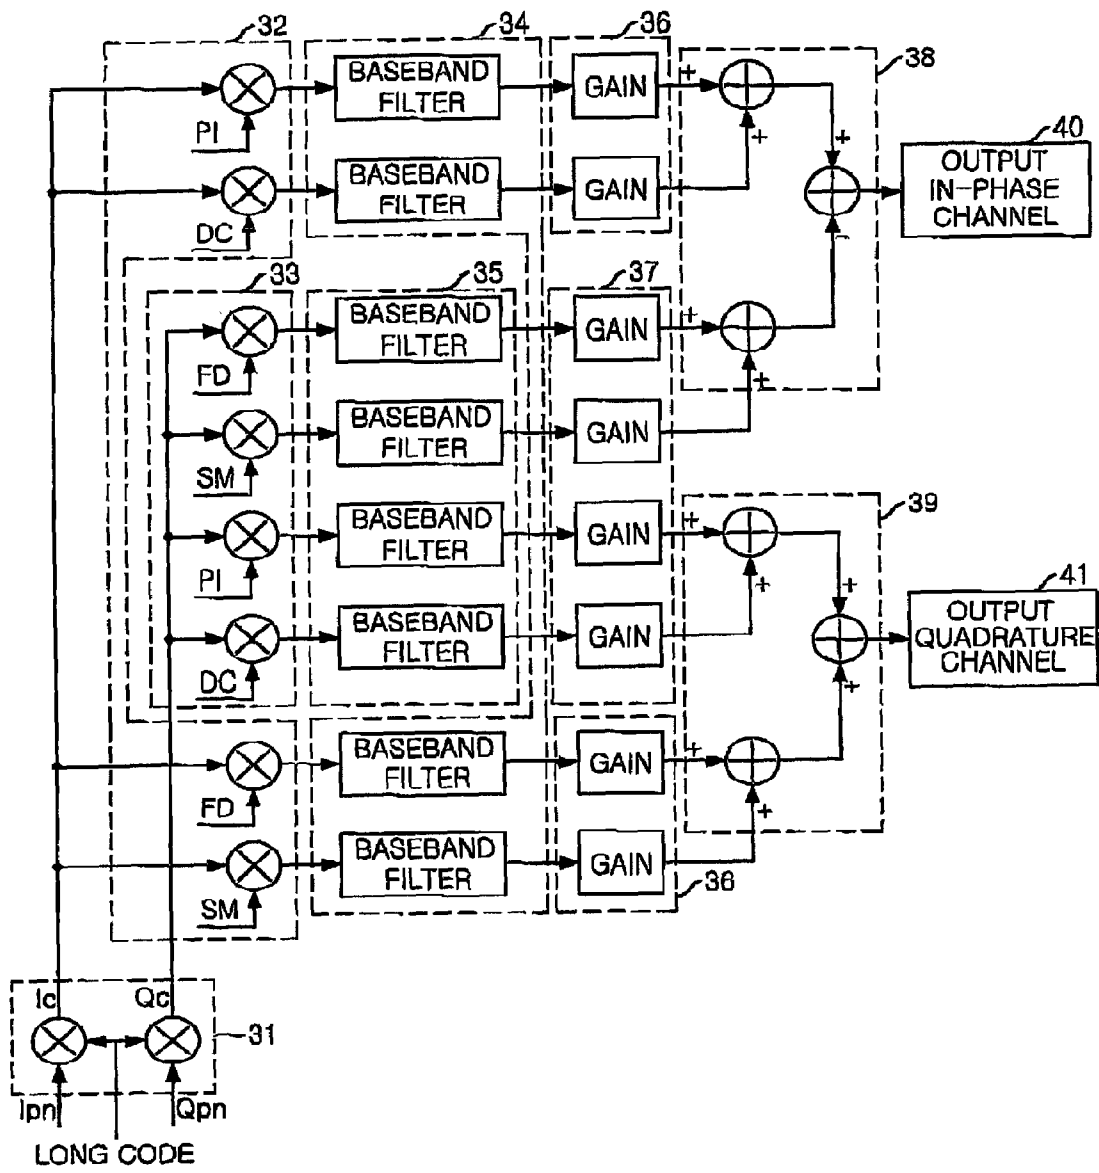 32
34
36
BASEBAND
FILTER
GAIN
+
38
PI
+
+
40
OUTPUT
IN-PHASE
CHANNEL
BASEBAND
FILTER
GAIN
DC
-
33
35
37
BASEBAND
FILTER
GAIN
+
FD
+
BASEBAND
FILTER
GAIN
SM
39
BASEBAND
FILTER
GAIN
+
PI
+
+
41
OUTPUT
QUADRATURE
CHANNEL
BASEBAND
FILTER
GAIN
DC
+
BASEBAND
FILTER
GAIN
+
FD
+
BASEBAND
FILTER
GAIN
36
SM
Ic
Qc
31
Ipn
Qpn
LONG CODE